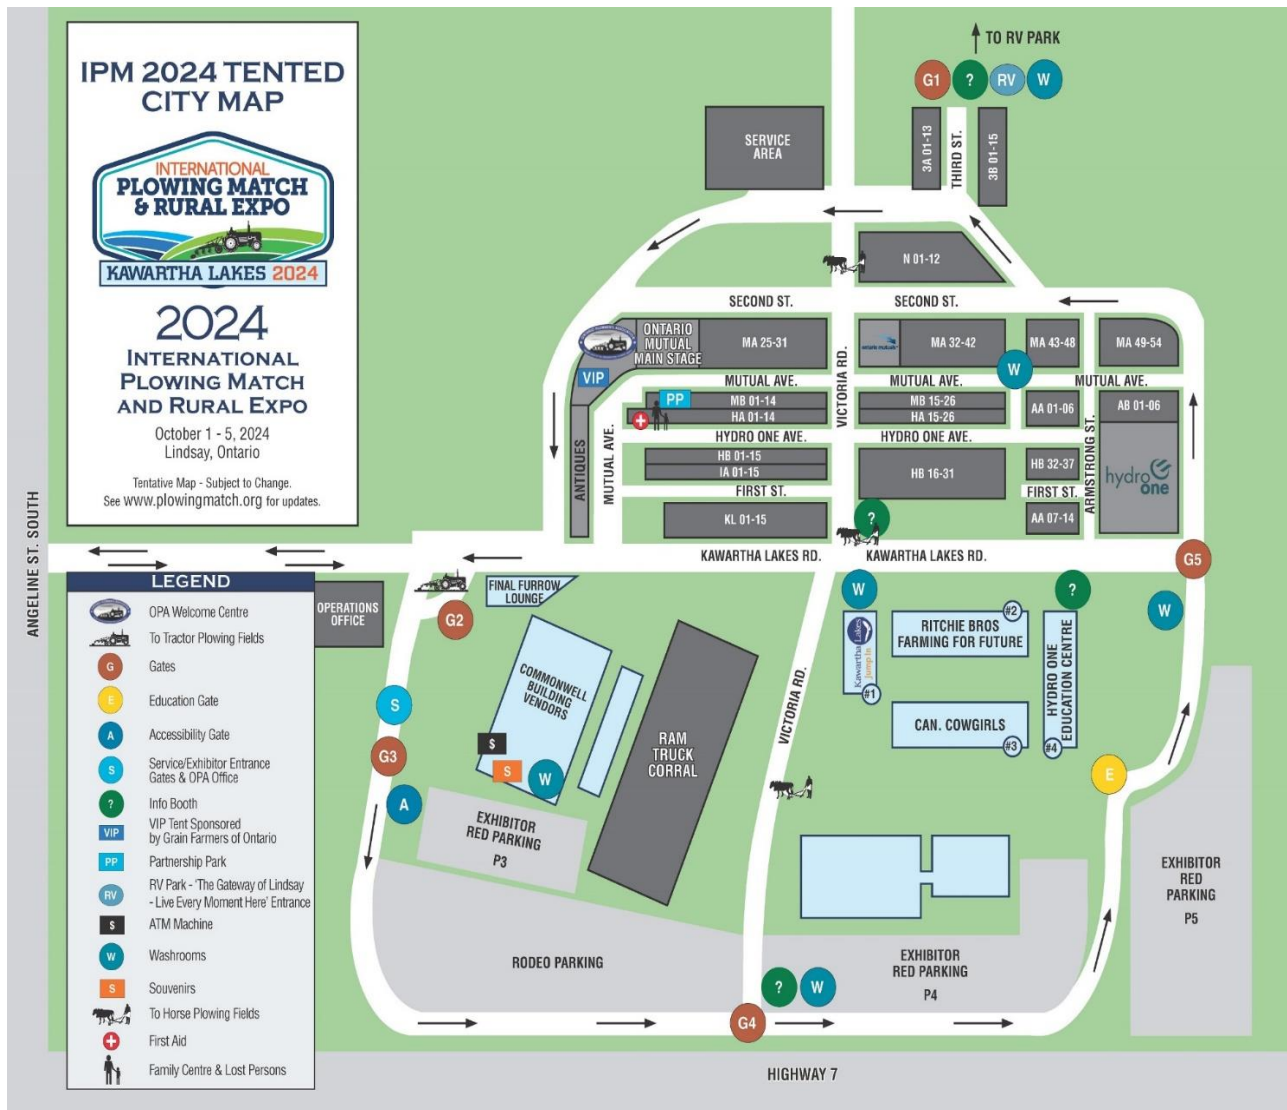 IPM 2024 TENTED
CITY MAP
INTERNATIONAL
PLOWING MATCH
& RURAL EXPO
KAWARTHA LAKES 2024
2024
INTERNATIONAL
PLOWING MATCH
AND RURAL EXPO
October 1 - 5, 2024
Lindsay, Ontario
Tentative Map - Subject to Change.
See www.plowingmatch.org for updates.
ANGELINE ST. SOUTH
LEGEND
OPA Welcome Centre
To Tractor Plowing Fields
G Gates
E Education Gate
A Accessibility Gate
S Service/Exhibitor Entrance
Gates & OPA Office
? Info Booth
VIP VIP Tent Sponsored
by Grain Farmers of Ontario
PP Partnership Park
RV RV Park - 'The Gateway of Lindsay
- Live Every Moment Here' Entrance
$ ATM Machine
W Washrooms
S Souvenirs
To Horse Plowing Fields
First Aid
Family Centre & Lost Persons
TO RV PARK
G1 ? RV W
SERVICE
AREA
3A 01-13
THIRD ST.
3B 01-15
N 01-12
SECOND ST.
SECOND ST.
ONTARIO
MUTUAL
MAIN STAGE
MA 25-31
MA 32-42
MA 43-48
MA 49-54
VIP
W
MUTUAL AVE.
MUTUAL AVE.
MUTUAL AVE.
VICTORIA RD.
PP
MB 01-14
HA 01-14
MB 15-26
HA 15-26
AA 01-06
AB 01-06
HYDRO ONE AVE.
HYDRO ONE AVE.
ANTIQUES
MUTUAL AVE.
HB 01-15
IA 01-15
HB 16-31
HB 32-37
ARMSTRONG ST.
hydro
one
FIRST ST.
FIRST ST.
KL 01-15
?
AA 07-14
KAWARTHA LAKES RD.
KAWARTHA LAKES RD.
G5
OPERATIONS
OFFICE
FINAL FURROW
LOUNGE
G2
W
?
W
Kawartha Lakes
Jump In
#1
#2
RITCHIE BROS
FARMING FOR FUTURE
HYDRO ONE
EDUCATION CENTRE
#4
CAN. COWGIRLS
#3
COMMONWELL
BUILDING
VENDORS
S
$
S
W
G3
A
RAM
TRUCK
CORRAL
VICTORIA RD.
E
EXHIBITOR
RED PARKING
P3
EXHIBITOR
RED
PARKING
P5
RODEO PARKING
EXHIBITOR
RED PARKING
P4
? W
G4
HIGHWAY 7